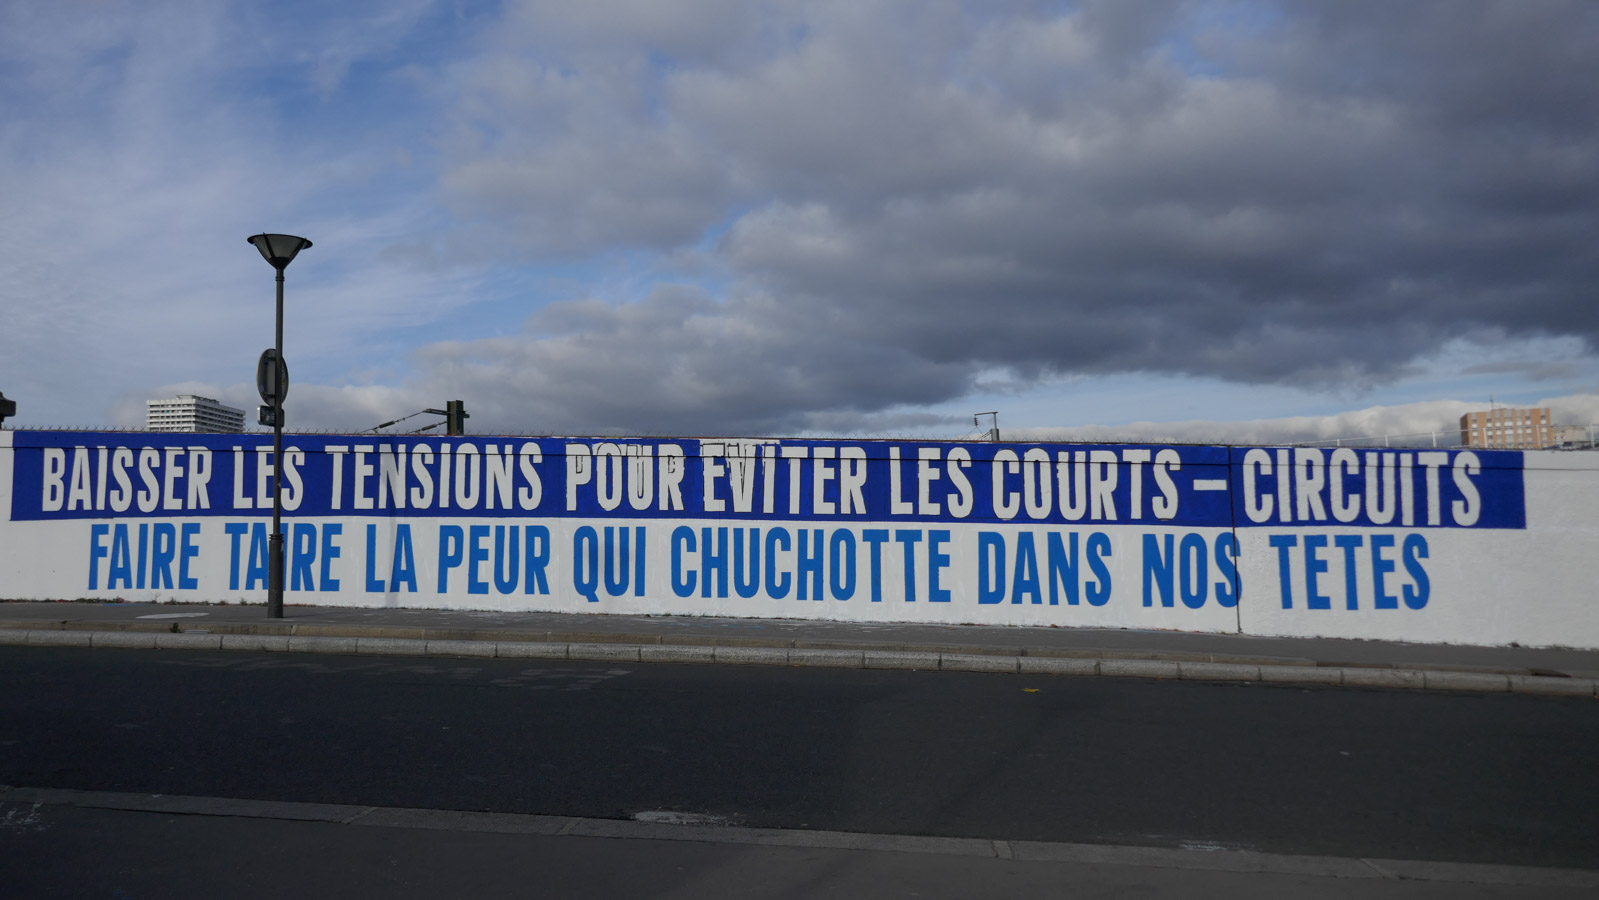 BAISSER LES TENSIONS POUR EVITER LES COURTS – CIRCUITS
FAIRE TAIRE LA PEUR QUI CHUCHOTTE DANS NOS TETES